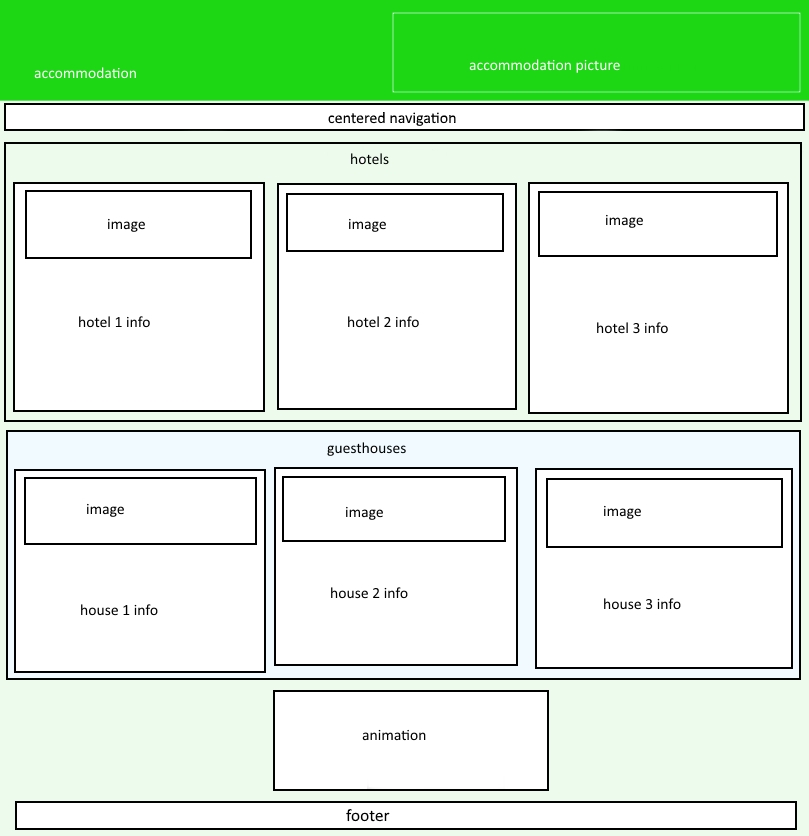 accommodation
accommodation picture
centered navigation
hotels
image
image
image
hotel 1 info
hotel 2 info
hotel 3 info
guesthouses
image
image
image
house 1 info
house 2 info
house 3 info
animation
footer